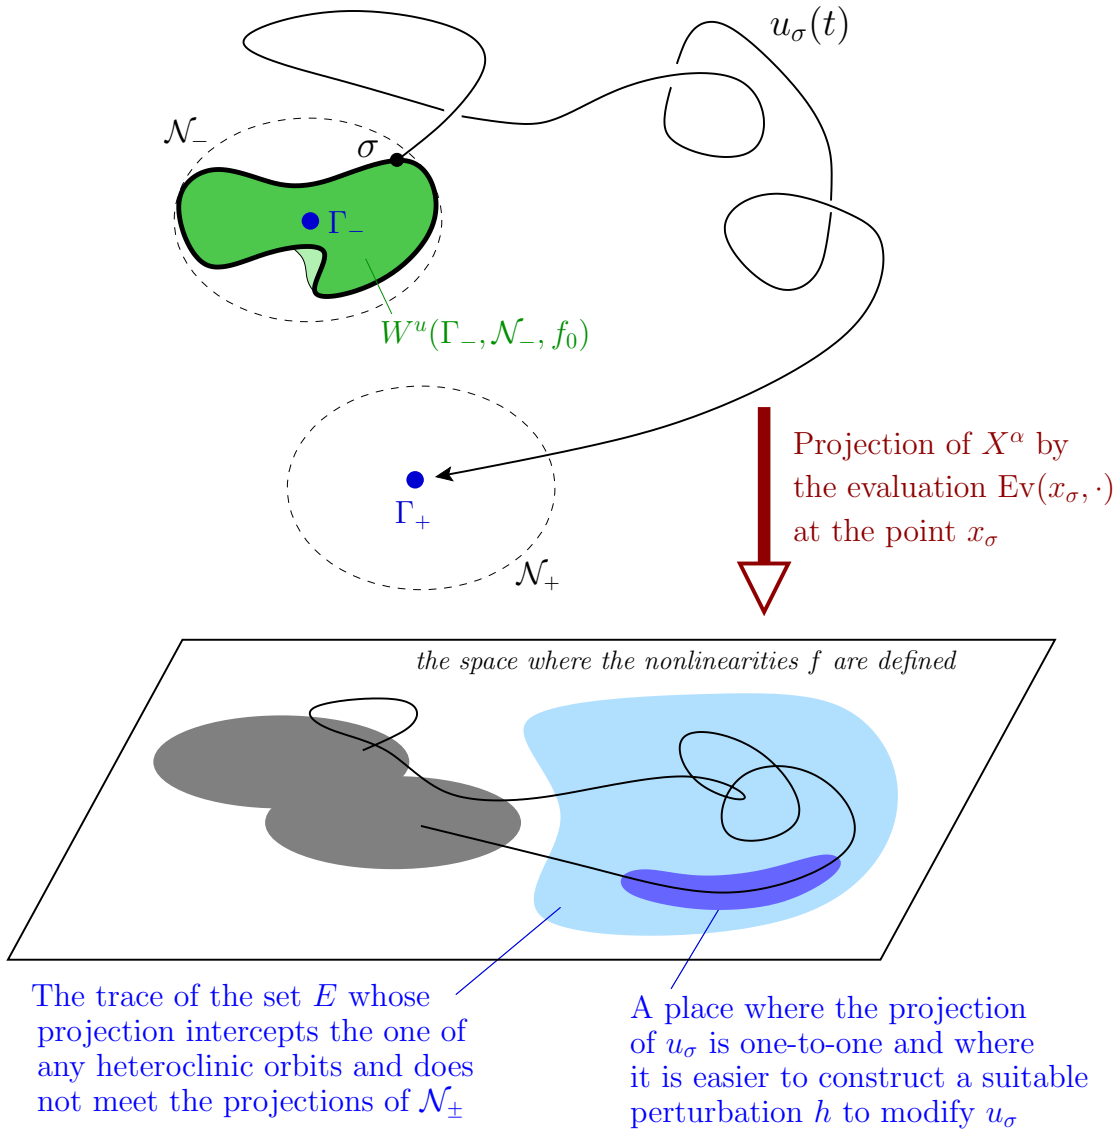 u_σ(t)
𝒩_−
σ
Γ_−
W^u(Γ_−, 𝒩_−, f_0)
Γ_+
𝒩_+
Projection of X^α by
the evaluation Ev(x_σ, ·)
at the point x_σ
the space where the nonlinearities f are defined
The trace of the set E whose
projection intercepts the one of
any heteroclinic orbits and does
not meet the projections of 𝒩_±
A place where the projection
of u_σ is one-to-one and where
it is easier to construct a suitable
perturbation h to modify u_σ